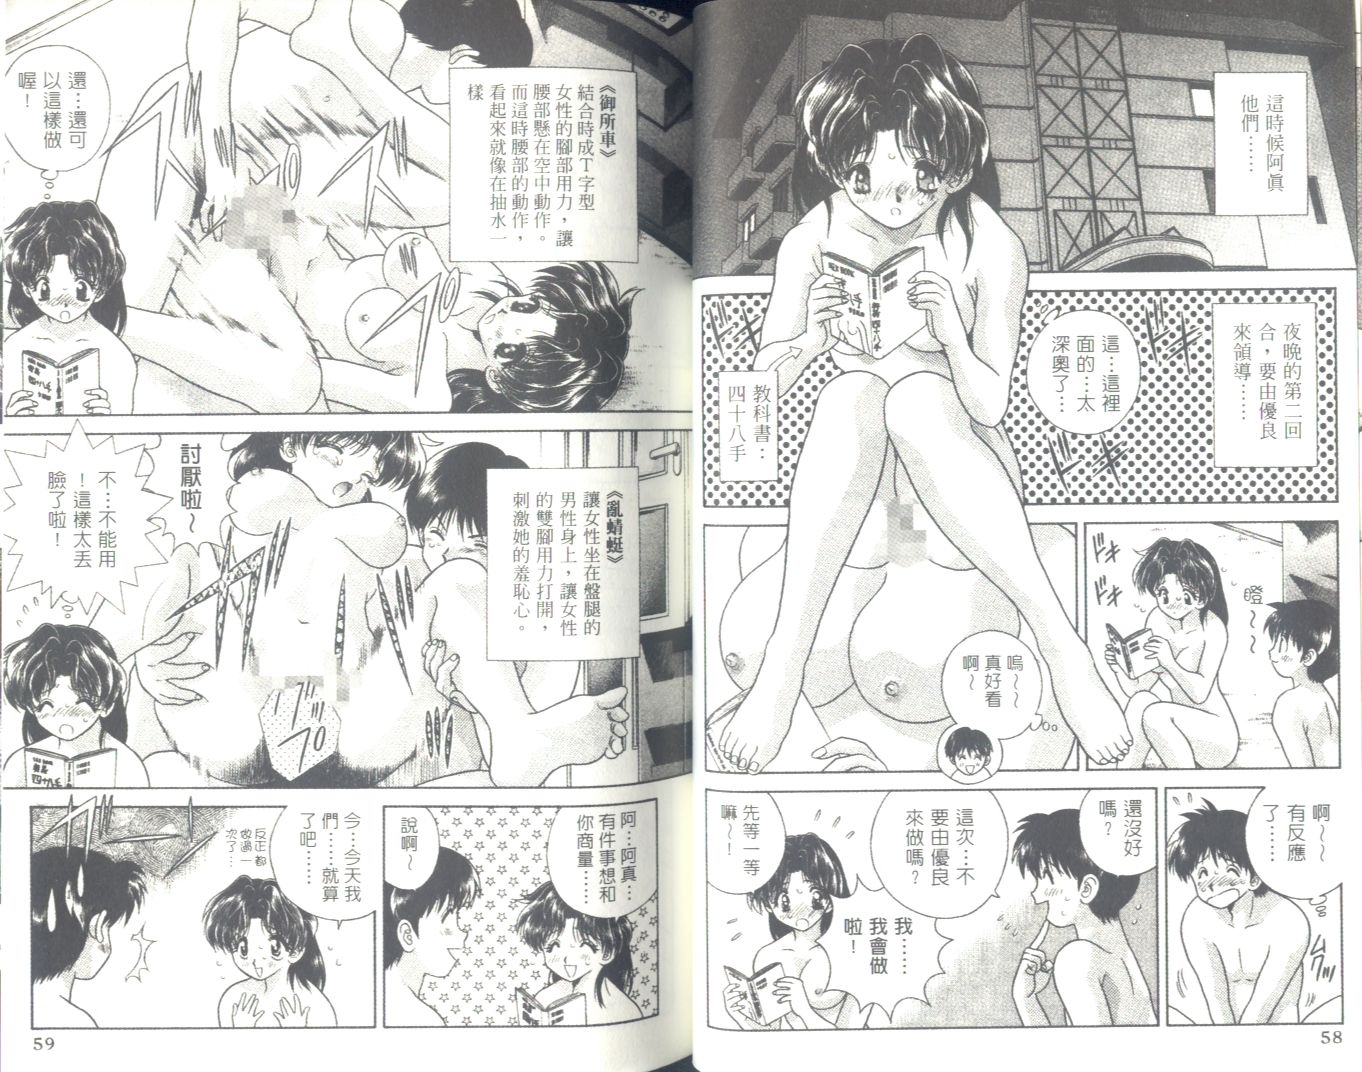 這時候阿眞
他們………
夜晚的第二回
合，要由優良
來領導……
這…這裡
面的…太
深奧了…
教科書：
四十八手
ドキ
ドキ
瞪～～
嗚～～
真好看
啊～
啊～～
有反應
了……
還沒好
嗎？
這次…不
要由優良
來做嗎？
先等一等
嘛～！
我……
我會做
啦！
58
《御所車》
結合時成T字型
女性的腳部用力，讓
腰部懸在空中動作。
而這時腰部的動作，
看起來就像在抽水一
樣
還…還可
以這樣做
喔！
《亂蜻蜓》
讓女性坐在盤腿的
男性身上，讓女性
的雙腳用力打開，
刺激她的羞恥心。
討厭啦～
不…不能用
！這樣太丟
臉了啦！
阿…阿真…
有件事想和
你商量……
說啊～
今…今天我
們……就算
了吧……
反正都
做過一
次了…
59